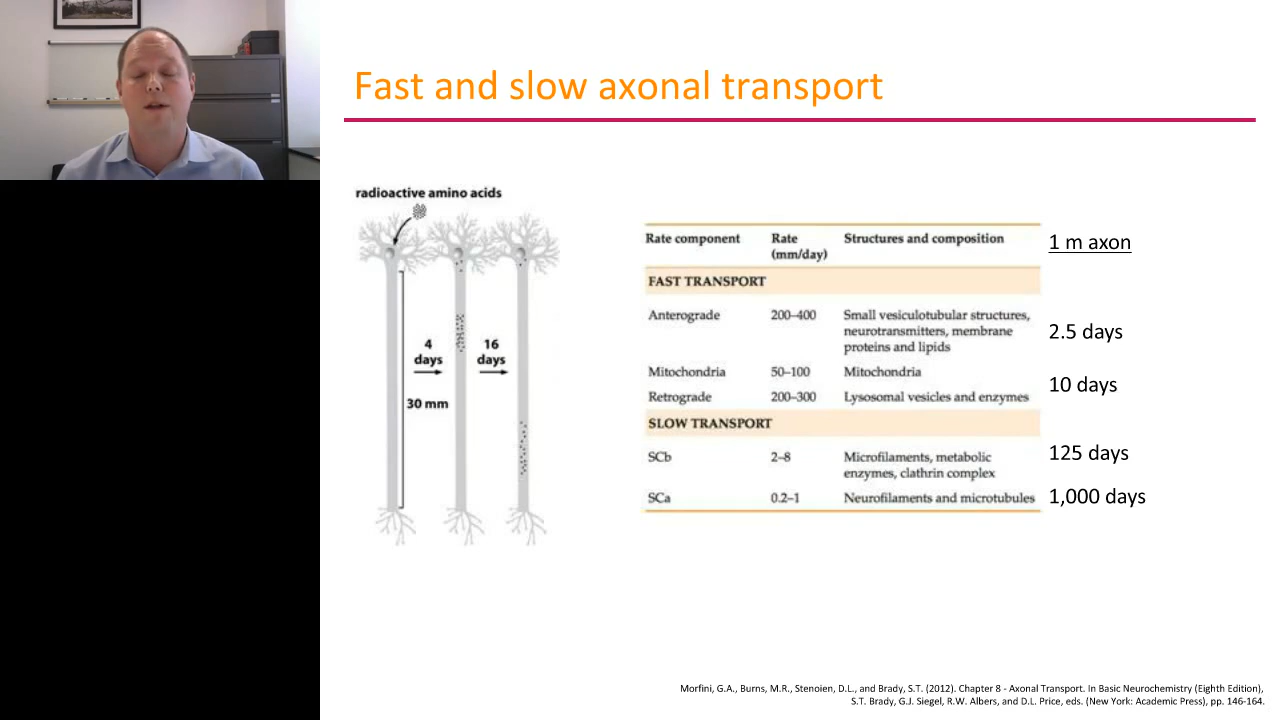 Fast and slow axonal transport
radioactive amino acids
4
days
16
days
30 mm
Rate component Rate (mm/day) Structures and composition 1 m axon
FAST TRANSPORT
Anterograde 200–400 Small vesiculotubular structures,
neurotransmitters, membrane
proteins and lipids
2.5 days
Mitochondria 50–100 Mitochondria 10 days
Retrograde 200–300 Lysosomal vesicles and enzymes
SLOW TRANSPORT
SCb 2–8 Microfilaments, metabolic
enzymes, clathrin complex
125 days
SCa 0.2–1 Neurofilaments and microtubules 1,000 days
Morfini, G.A., Burns, M.R., Stenoien, D.L., and Brady, S.T. (2012). Chapter 8 - Axonal Transport. In Basic Neurochemistry (Eighth Edition),
S.T. Brady, G.J. Siegel, R.W. Albers, and D.L. Price, eds. (New York: Academic Press), pp. 146-164.